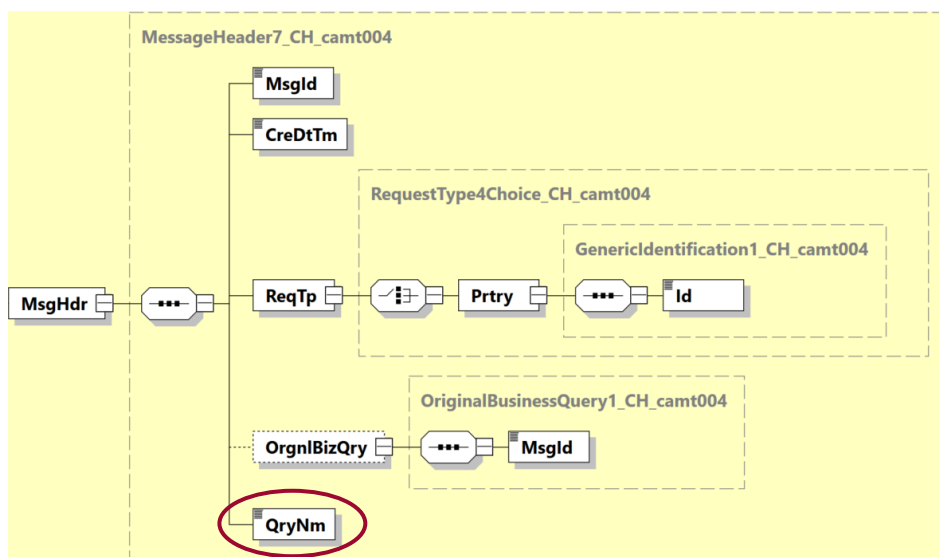 MessageHeader7_CH_camt004
MsgId
CreDtTm
RequestType4Choice_CH_camt004
GenericIdentification1_CH_camt004
MsgHdr
ReqTp
Prtry
Id
OriginalBusinessQuery1_CH_camt004
OrgnlBizQry
MsgId
QryNm